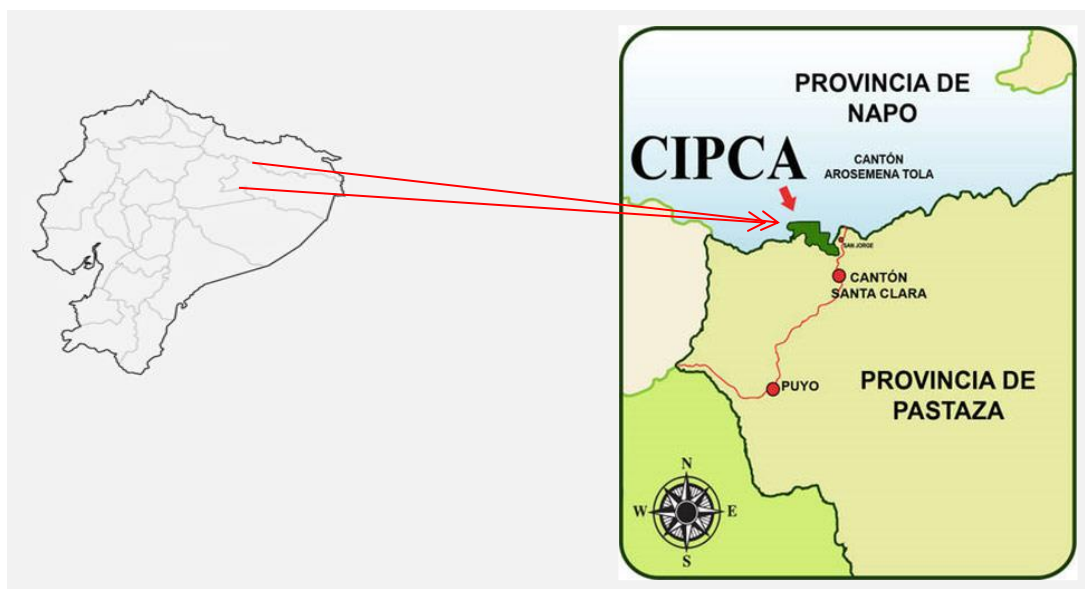 PROVINCIA DE
NAPO
CIPCA
CANTÓN
AROSEMENA TOLA
SAN JORGE
CANTÓN
SANTA CLARA
PUYO
PROVINCIA DE
PASTAZA
N
W
E
S